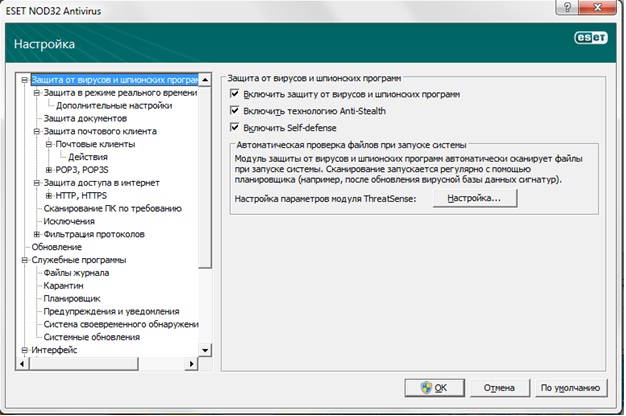 ESET NOD32 Antivirus
Настройка
eset
Защита от вирусов и шпионских програм
Защита в режиме реального времени
Дополнительные настройки
Защита документов
Защита почтового клиента
Почтовые клиенты
Действия
POP3, POP3S
Защита доступа в интернет
HTTP, HTTPS
Сканирование ПК по требованию
Исключения
Фильтрация протоколов
Обновление
Служебные программы
Файлы журнала
Карантин
Планировщик
Предупреждения и уведомления
Система своевременного обнаружени
Системные обновления
Интерфейс
Защита от вирусов и шпионских программ
Включить защиту от вирусов и шпионских программ
Включить технологию Anti-Stealth
Включить Self-defense
Автоматическая проверка файлов при запуске системы
Модуль защиты от вирусов и шпионских программ автоматически сканирует файлы
при запуске системы. Сканирование запускается регулярно с помощью
планировщика (например, после обновления вирусной базы данных сигнатур).
Настройка параметров модуля ThreatSense:
Настройка...
OK
Отмена
По умолчанию